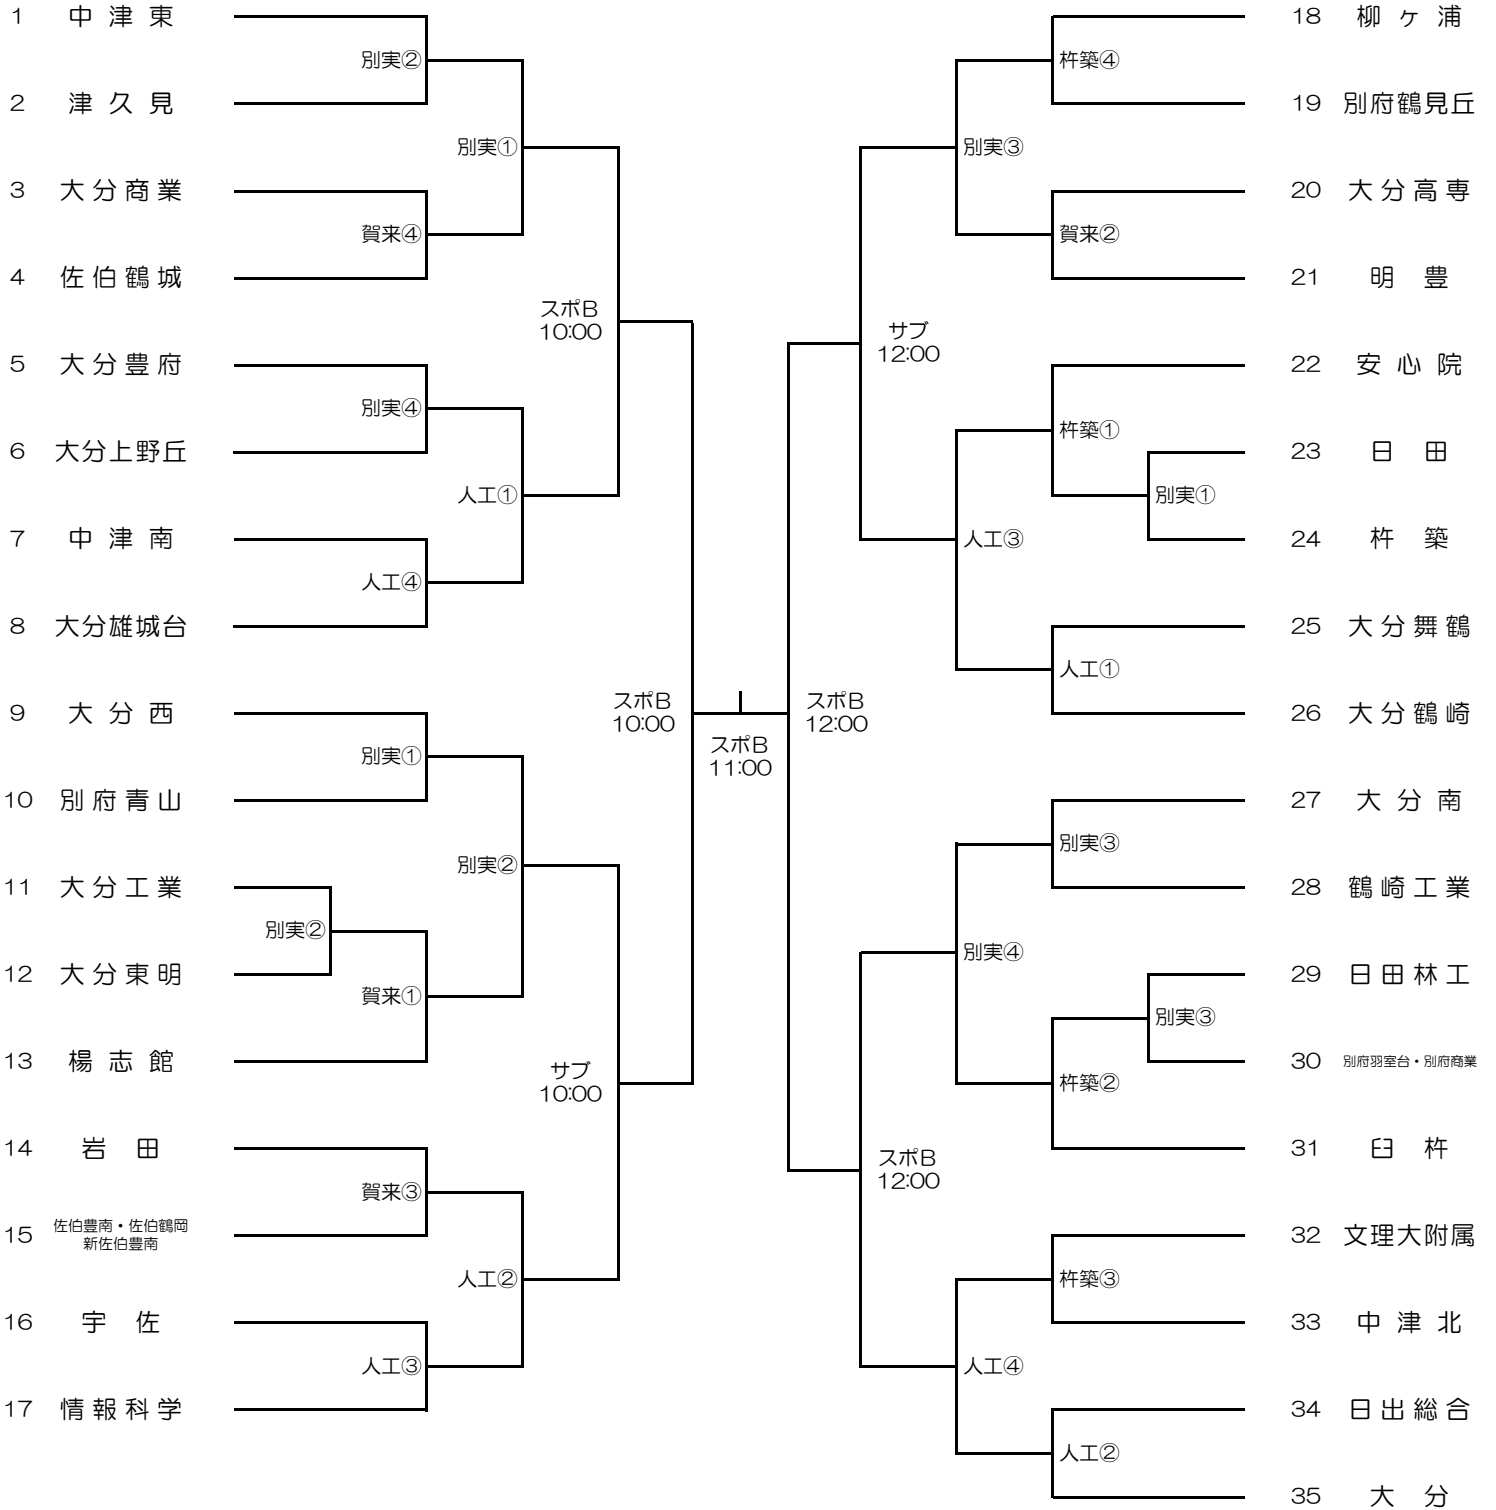 1 中津東
別実②
2 津久見
別実①
3 大分商業
賀来④
4 佐伯鶴城
スポB
10:00
5 大分豊府
別実④
6 大分上野丘
人工①
7 中津南
人工④
8 大分雄城台
スポB
10:00
9 大分西
別実①
10 別府青山
別実②
11 大分工業
別実②
12 大分東明
賀来①
13 楊志館
サブ
10:00
14 岩田
賀来③
15 佐伯豊南・佐伯鶴岡
新佐伯豊南
人工②
16 宇佐
人工③
17 情報科学
スポB
11:00
18 柳ヶ浦
杵築④
19 別府鶴見丘
別実③
20 大分高専
賀来②
21 明豊
サブ
12:00
22 安心院
杵築①
23 日田
別実①
24 杵築
人工③
25 大分舞鶴
人工①
26 大分鶴崎
スポB
12:00
27 大分南
別実③
28 鶴崎工業
別実④
29 日田林工
別実③
30 別府羽室台・別府商業
杵築②
31 臼杵
スポB
12:00
32 文理大附属
杵築③
33 中津北
人工④
34 日出総合
人工②
35 大分